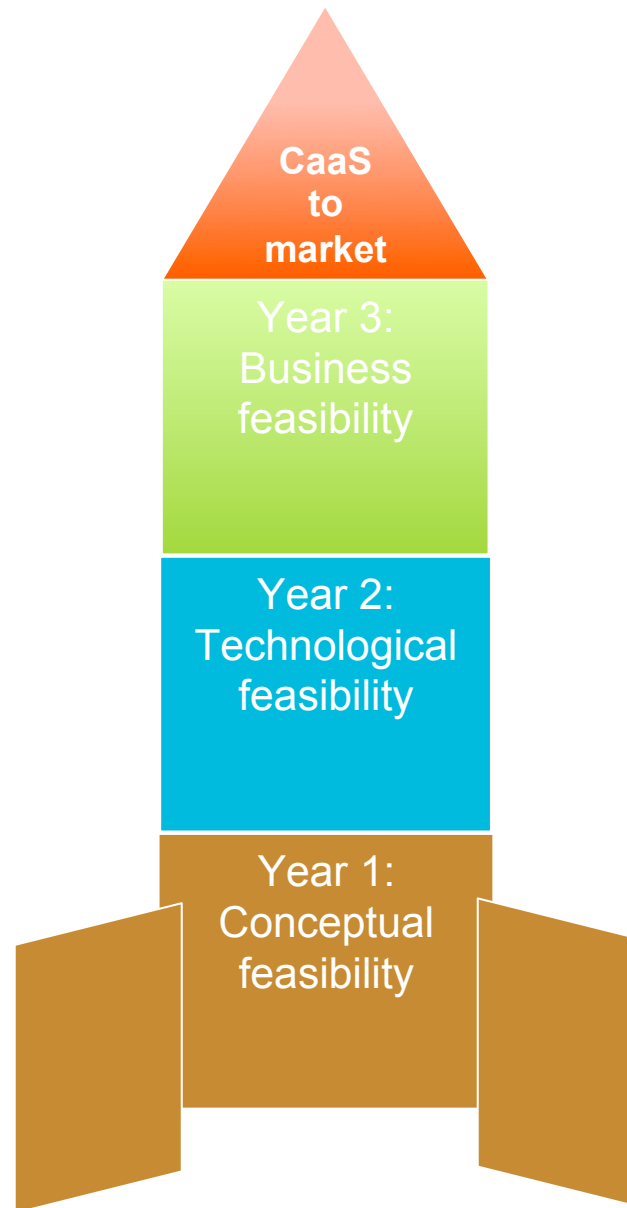 CaaS
to
market
Year 3:
Business
feasibility
Year 2:
Technological
feasibility
Year 1:
Conceptual
feasibility